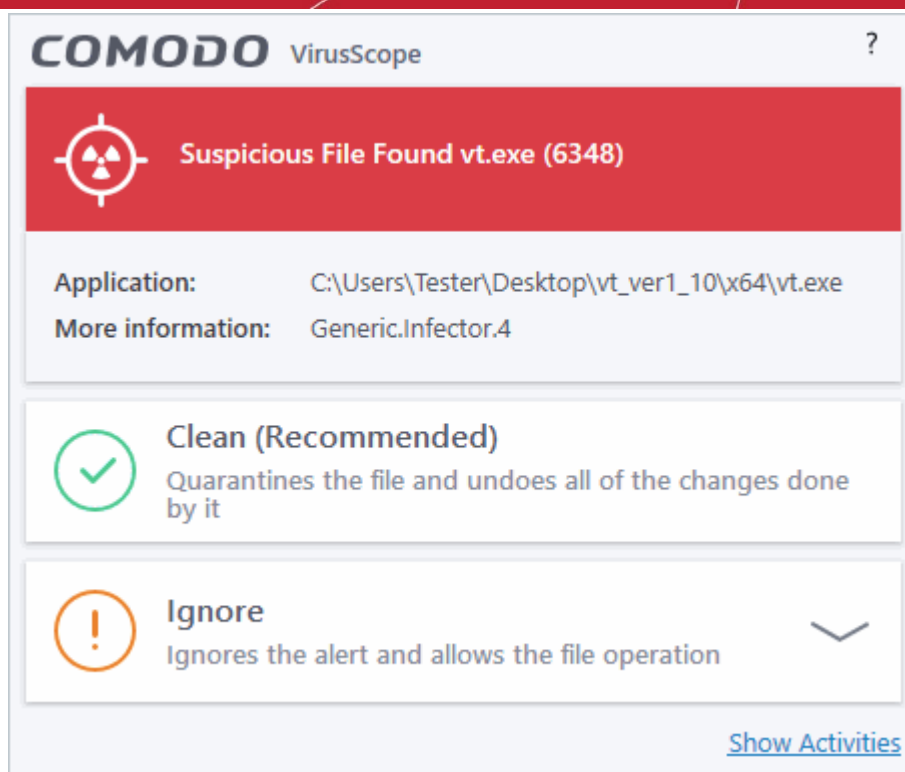 COMODO VirusScope ?
Suspicious File Found vt.exe (6348)
Application: C:\Users\Tester\Desktop\vt_ver1_10\x64\vt.exe
More information: Generic.Infector.4
Clean (Recommended)
Quarantines the file and undoes all of the changes done
by it
!
Ignore
Ignores the alert and allows the file operation
Show Activities